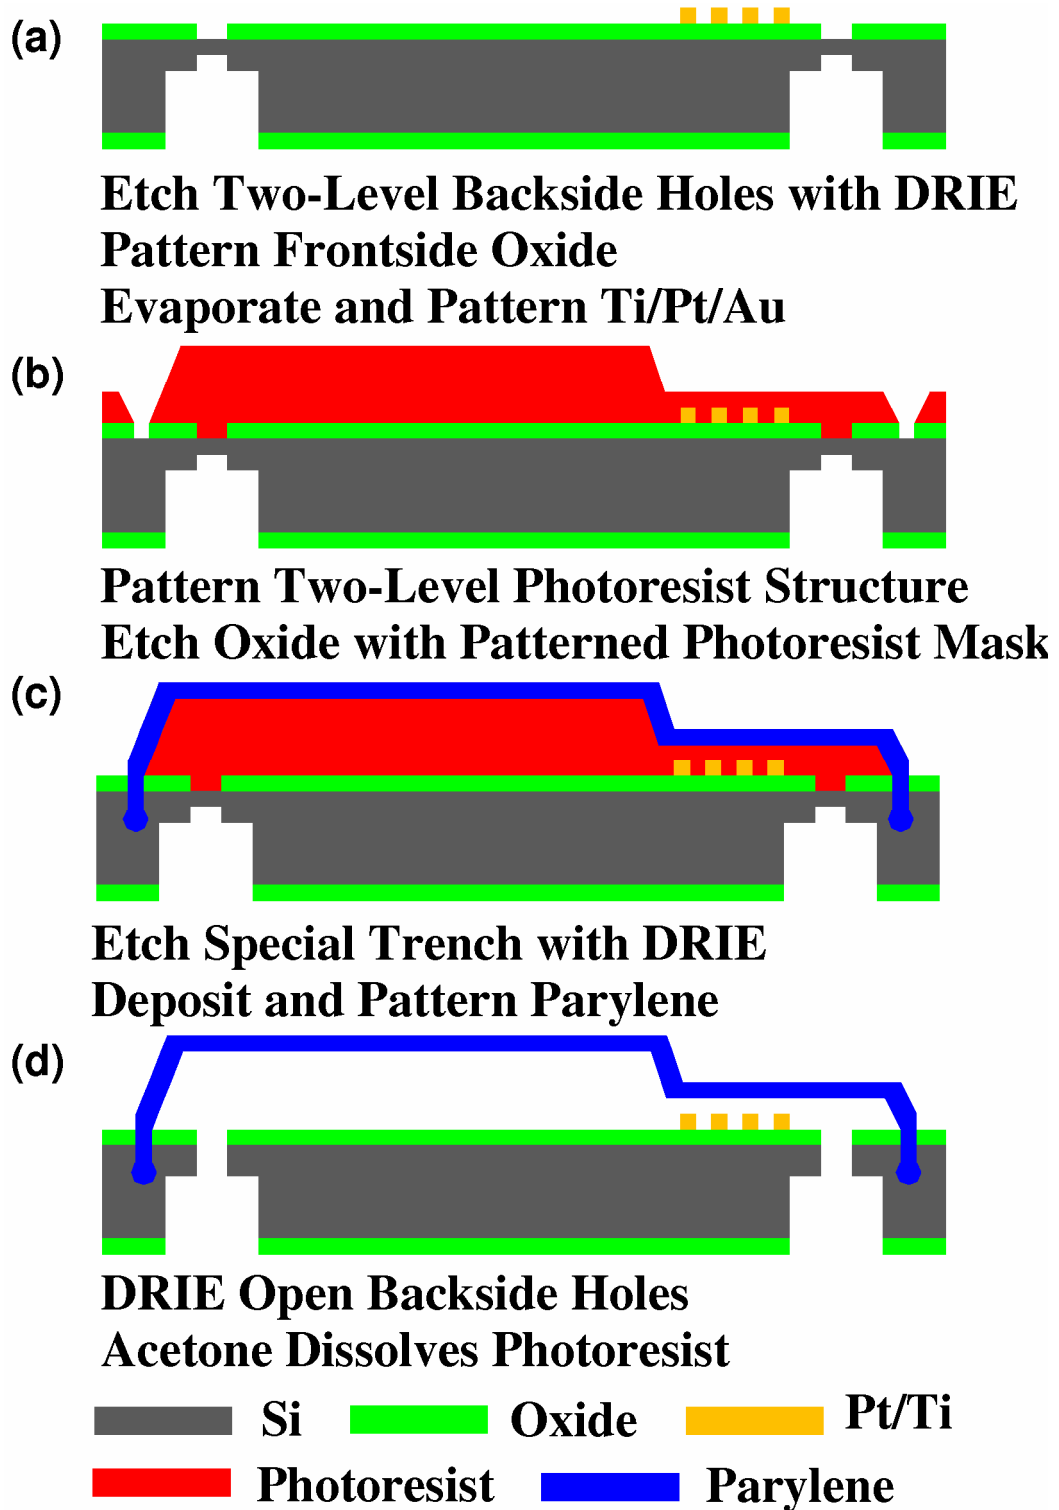 (a)
Etch Two-Level Backside Holes with DRIE
Pattern Frontside Oxide
Evaporate and Pattern Ti/Pt/Au
(b)
Pattern Two-Level Photoresist Structure
Etch Oxide with Patterned Photoresist Mask
(c)
Etch Special Trench with DRIE
Deposit and Pattern Parylene
(d)
DRIE Open Backside Holes
Acetone Dissolves Photoresist
Si Oxide Pt/Ti
Photoresist Parylene